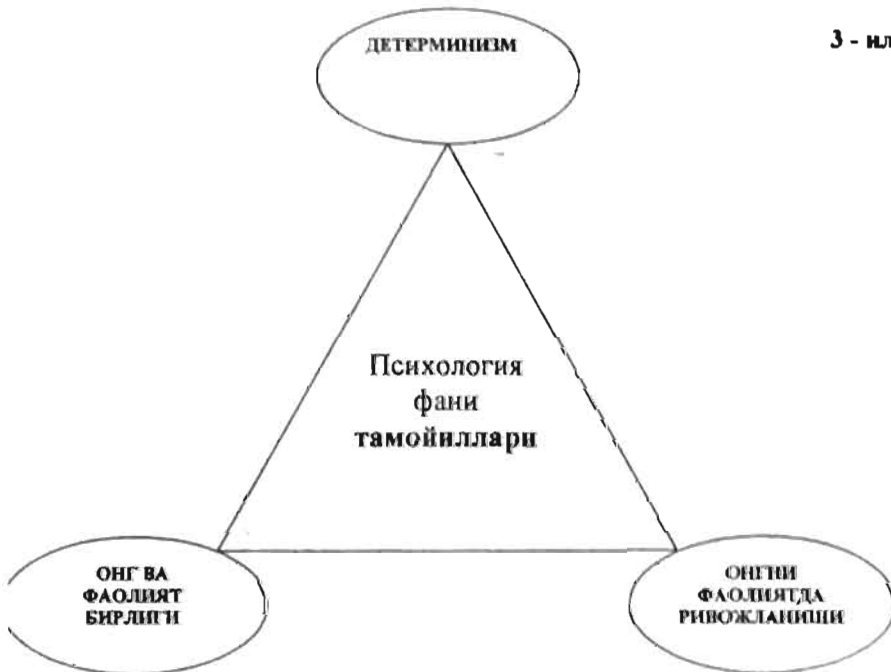 ДЕТЕРМИНИЗМ
3 - ил
Психология
фани
тамойиллари
ОНГ ВА
ФАОЛИЯТ
БИРЛИГИ
ОНГНИ
ФАОЛИЯТДА
РИВОЖЛАНИШИ